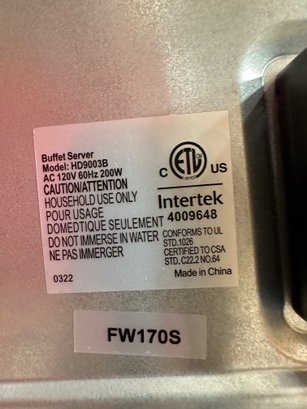 Buffet Server
Model: HD9003B
AC 120V 60Hz 200W
CAUTION/ATTENTION
HOUSEHOLD USE ONLY
POUR USAGE
DOMEDTIQUE SEULEMENT
DO NOT IMMERSE IN WATER
NE PAS IMMERGER
0322
C ETL US
Intertek
4009648
CONFORMS TO UL
STD.1026
CERTIFIED TO CSA
STD. C22.2 NO.64
Made in China
FW170S